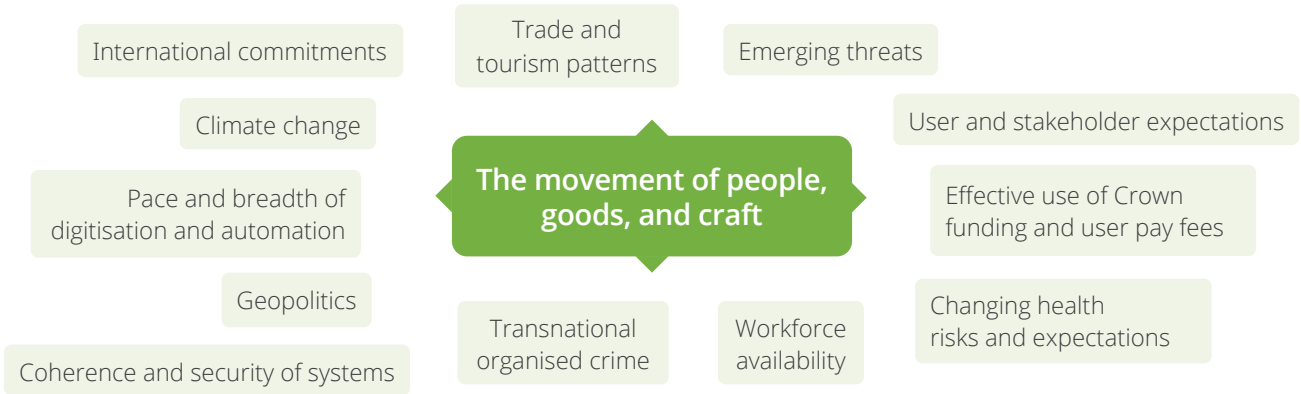 International commitments
Trade and
tourism patterns
Emerging threats
Climate change
User and stakeholder expectations
Pace and breadth of
digitisation and automation
The movement of people,
goods, and craft
Effective use of Crown
funding and user pay fees
Geopolitics
Transnational
organised crime
Workforce
availability
Changing health
risks and expectations
Coherence and security of systems